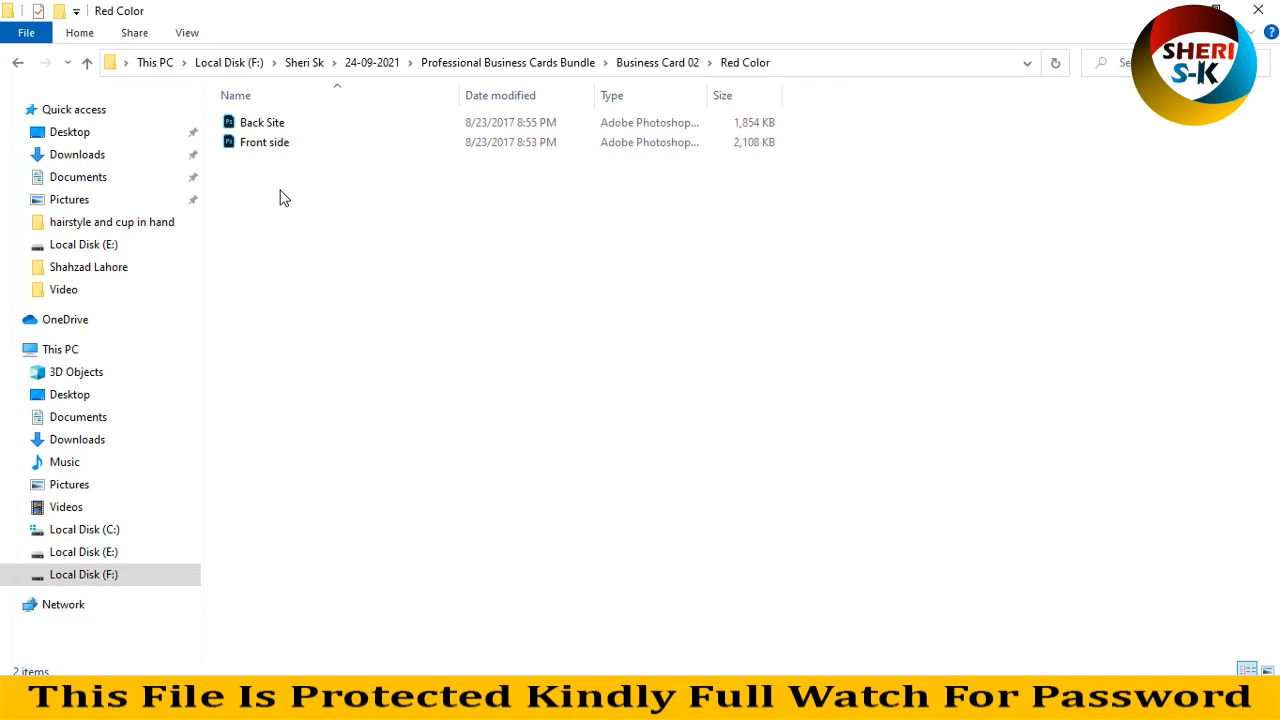 Red Color
File Home Share View
This PC Local Disk (F:) Sheri Sk 24-09-2021 Professional Business Cards Bundle Business Card 02 Red Color
SHERI
S-K
Name Date modified Type Size
Back Site 8/23/2017 8:55 PM Adobe Photoshop... 1,854 KB
Front side 8/23/2017 8:53 PM Adobe Photoshop... 2,108 KB
Quick access
Desktop
Downloads
Documents
Pictures
hairstyle and cup in hand
Local Disk (E:)
Shahzad Lahore
Video
OneDrive
This PC
3D Objects
Desktop
Documents
Downloads
Music
Pictures
Videos
Local Disk (C:)
Local Disk (E:)
Local Disk (F:)
Network
2 items
This File Is Protected Kindly Full Watch For Password